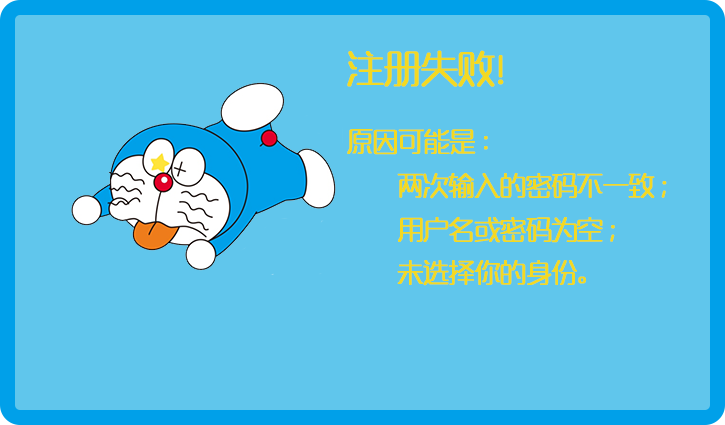 注册失败!
原因可能是：
两次输入的密码不一致；
用户名或密码为空；
未选择你的身份。